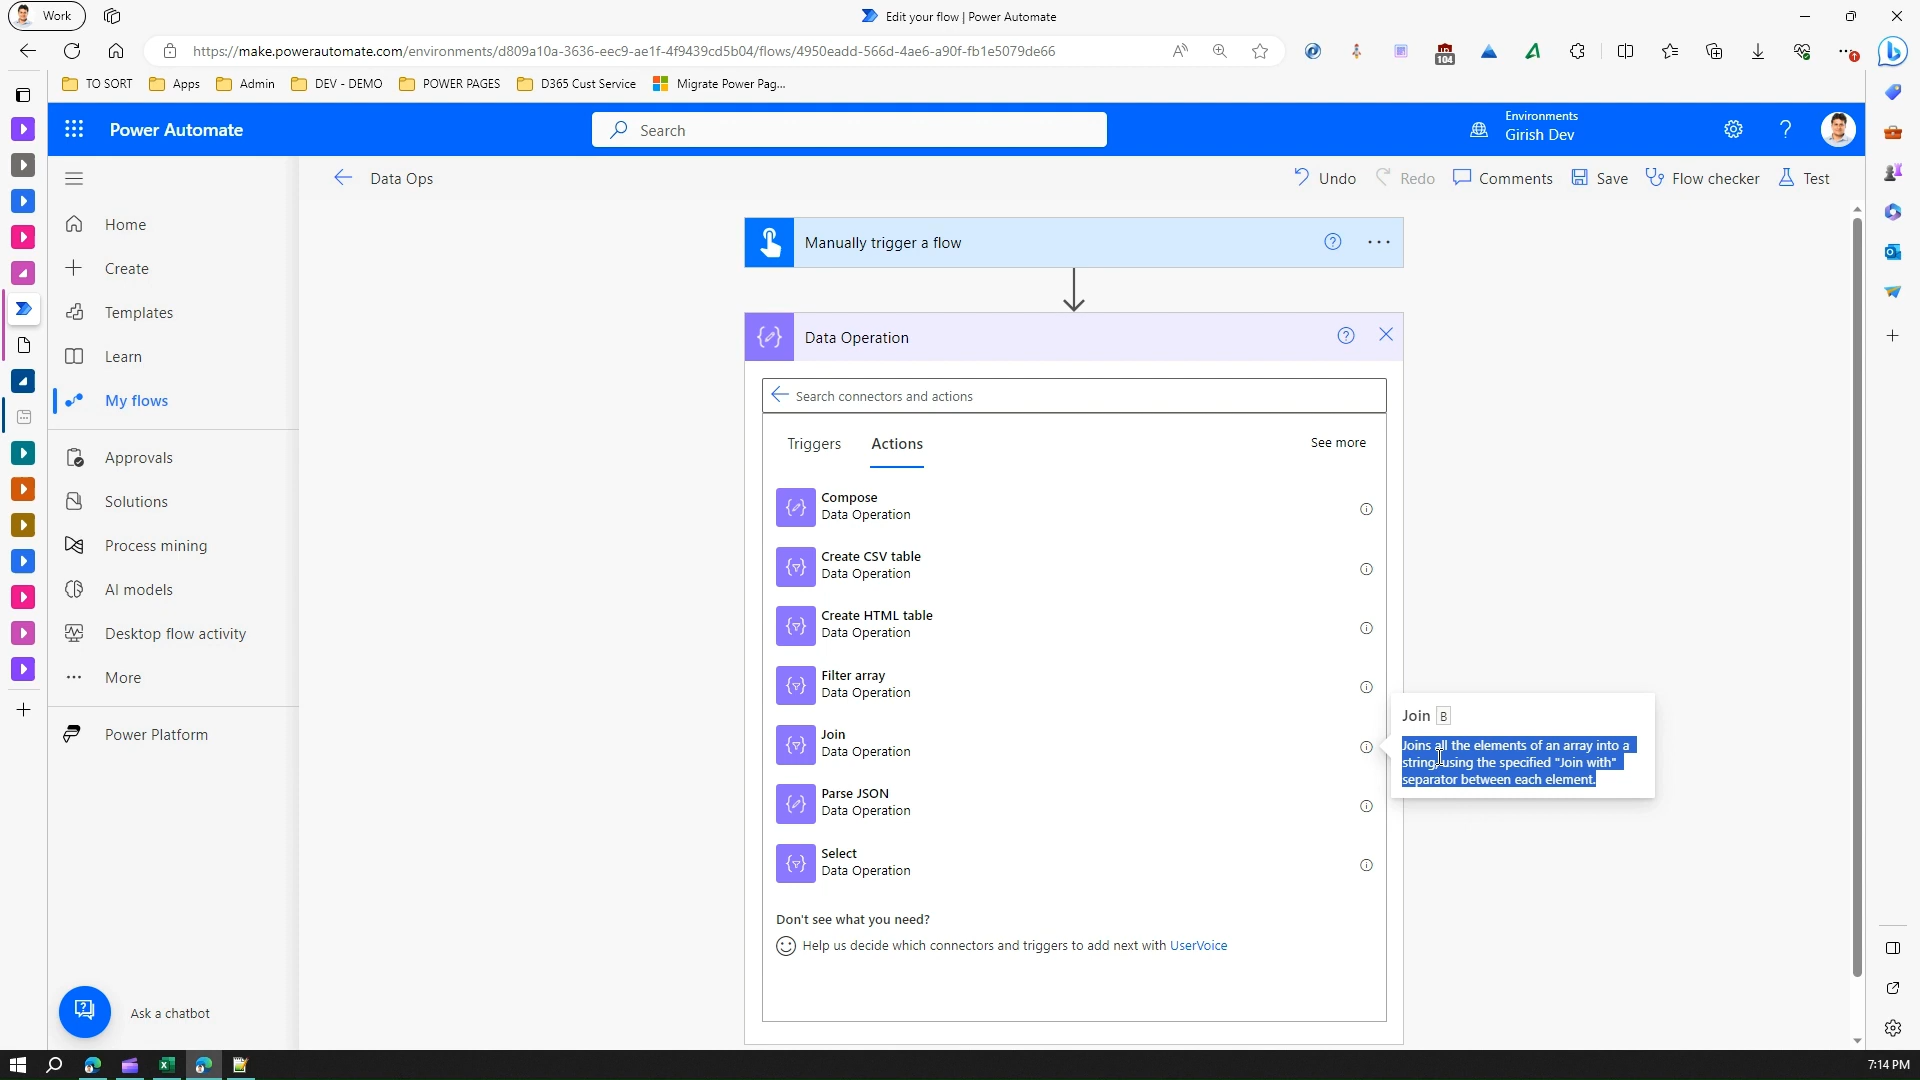 Work
Edit your flow | Power Automate
https://make.powerautomate.com/environments/d809a10a-3636-eec9-ae1f-4f9439cd5b04/flows/4950eadd-566d-4ae6-a90f-fb1e5079de66
104
TO SORT
Apps
Admin
DEV - DEMO
POWER PAGES
D365 Cust Service
Migrate Power Pag...
Power Automate
Search
Environments
Girish Dev
Data Ops
Undo
Redo
Comments
Save
Flow checker
Test
Home
Create
Templates
Learn
My flows
Approvals
Solutions
Process mining
AI models
Desktop flow activity
More
Power Platform
Ask a chatbot
Manually trigger a flow
Data Operation
Search connectors and actions
Triggers
Actions
See more
Compose
Data Operation
Create CSV table
Data Operation
Create HTML table
Data Operation
Filter array
Data Operation
Join
Data Operation
Parse JSON
Data Operation
Select
Data Operation
Don't see what you need?
Help us decide which connectors and triggers to add next with UserVoice
Join B
Joins all the elements of an array into a
string, using the specified "Join with"
separator between each element.
7:14 PM